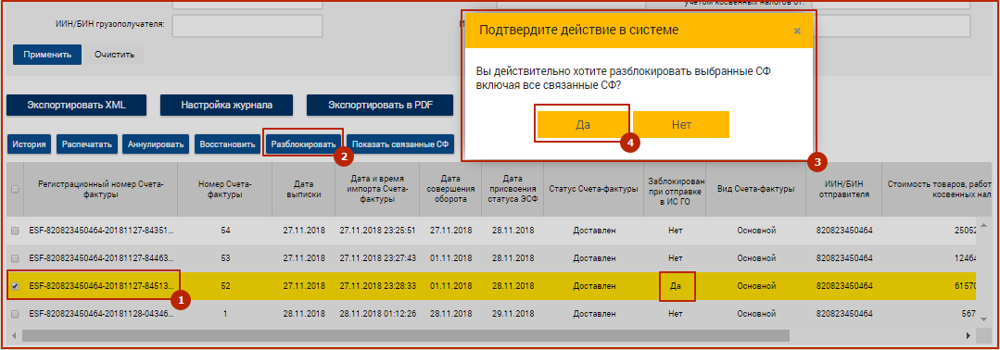 учетом косвенных налогов от:
ИИН/БИН грузополучателя:
Применить Очистить
Подтвердите действие в системе ×
Вы действительно хотите разблокировать выбранные СФ
включая все связанные СФ?
Да Нет
4
3
Экспортировать XML Настройка журнала Экспортировать в PDF
История Распечатать Аннулировать Восстановить Разблокировать Показать связанные СФ
2
Регистрационный номер Счета-фактуры Номер Счета-фактуры Дата выписки Дата и время импорта Счета-фактуры Дата совершения оборота Дата присвоения статуса ЭСФ Статус Счета-фактуры Заблокирован при отправке в ИС ГО Вид Счета-фактуры ИИН/БИН отправителя Стоимость товаров, работ косвенных нал
ESF-820823450464-20181127-84351... 54 27.11.2018 27.11.2018 23:25:51 27.11.2018 28.11.2018 Доставлен Нет Основной 820823450464 25052
ESF-820823450464-20181127-84463... 53 27.11.2018 27.11.2018 23:27:43 01.11.2018 28.11.2018 Доставлен Нет Основной 820823450464 12464
ESF-820823450464-20181127-84513... 52 27.11.2018 27.11.2018 23:28:33 01.11.2018 28.11.2018 Доставлен Да Основной 820823450464 61570
1
ESF-820823450464-20181128-04346... 1 28.11.2018 28.11.2018 01:12:26 28.11.2018 29.11.2018 Доставлен Нет Основной 820823450464 567